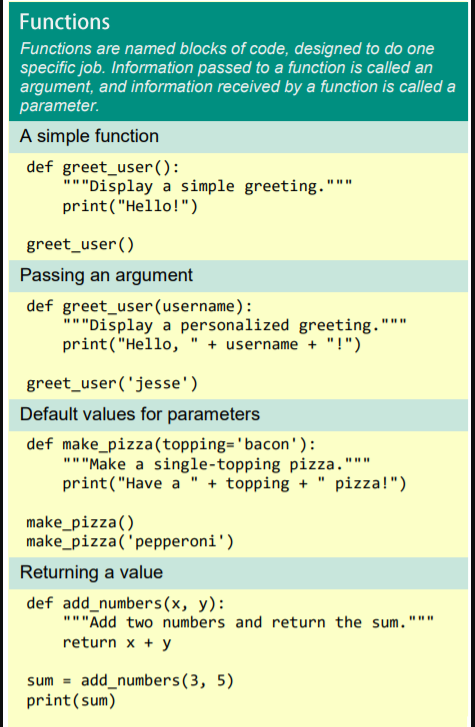 Functions
Functions are named blocks of code, designed to do one
specific job. Information passed to a function is called an
argument, and information received by a function is called a
parameter.
A simple function
def greet_user():
    """Display a simple greeting."""
    print("Hello!")
greet_user()
Passing an argument
def greet_user(username):
    """Display a personalized greeting."""
    print("Hello, " + username + "!")
greet_user('jesse')
Default values for parameters
def make_pizza(topping='bacon'):
    """Make a single-topping pizza."""
    print("Have a " + topping + " pizza!")
make_pizza()
make_pizza('pepperoni')
Returning a value
def add_numbers(x, y):
    """Add two numbers and return the sum."""
    return x + y
sum = add_numbers(3, 5)
print(sum)